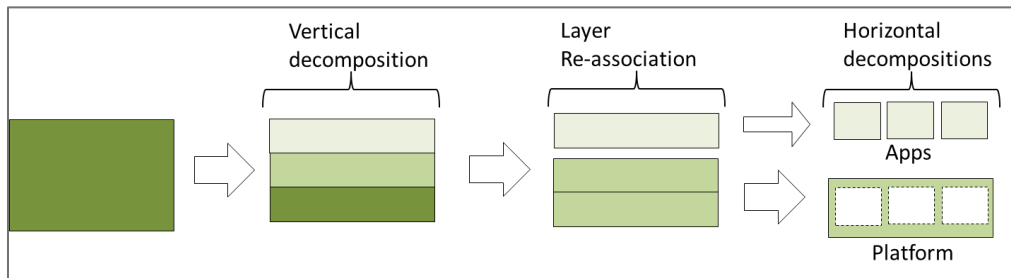 Vertical
decomposition
Layer
Re-association
Horizontal
decompositions
Apps
Platform